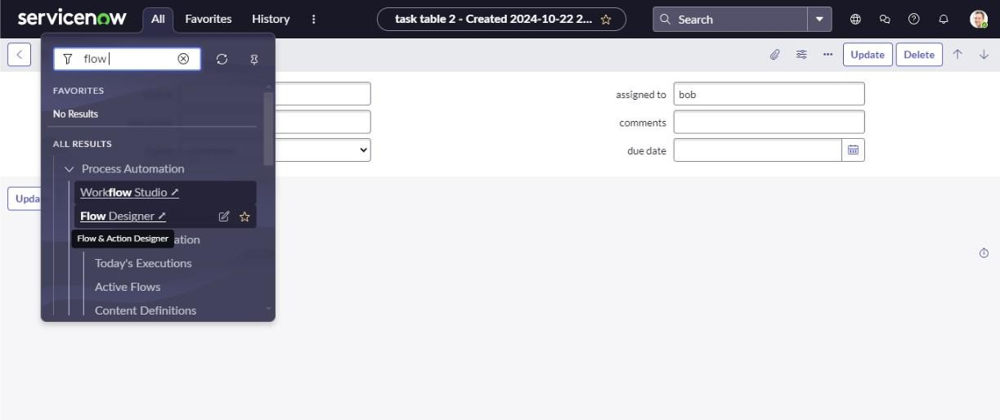 servicenow
All
Favorites
History
task table 2 - Created 2024-10-22 2...
Search
flow
Update
Delete
FAVORITES
No Results
assigned to
bob
comments
ALL RESULTS
due date
Process Automation
Workflow Studio
Upda
Flow Designer
Flow & Action Designer
ation
Today's Executions
Active Flows
Content Definitions